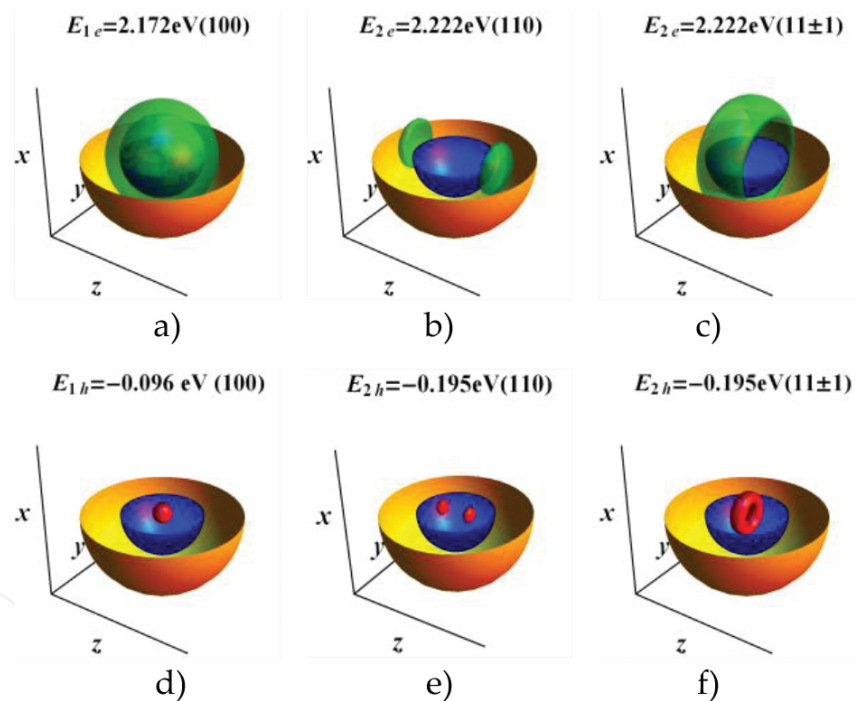 E1 e=2.172eV(100)
E2 e=2.222eV(110)
E2 e=2.222eV(11±1)
x
y
z
x
y
z
x
y
z
a)
b)
c)
E1 h=−0.096 eV (100)
E2 h=−0.195eV(110)
E2 h=−0.195eV(11±1)
x
y
z
x
y
z
x
y
z
d)
e)
f)